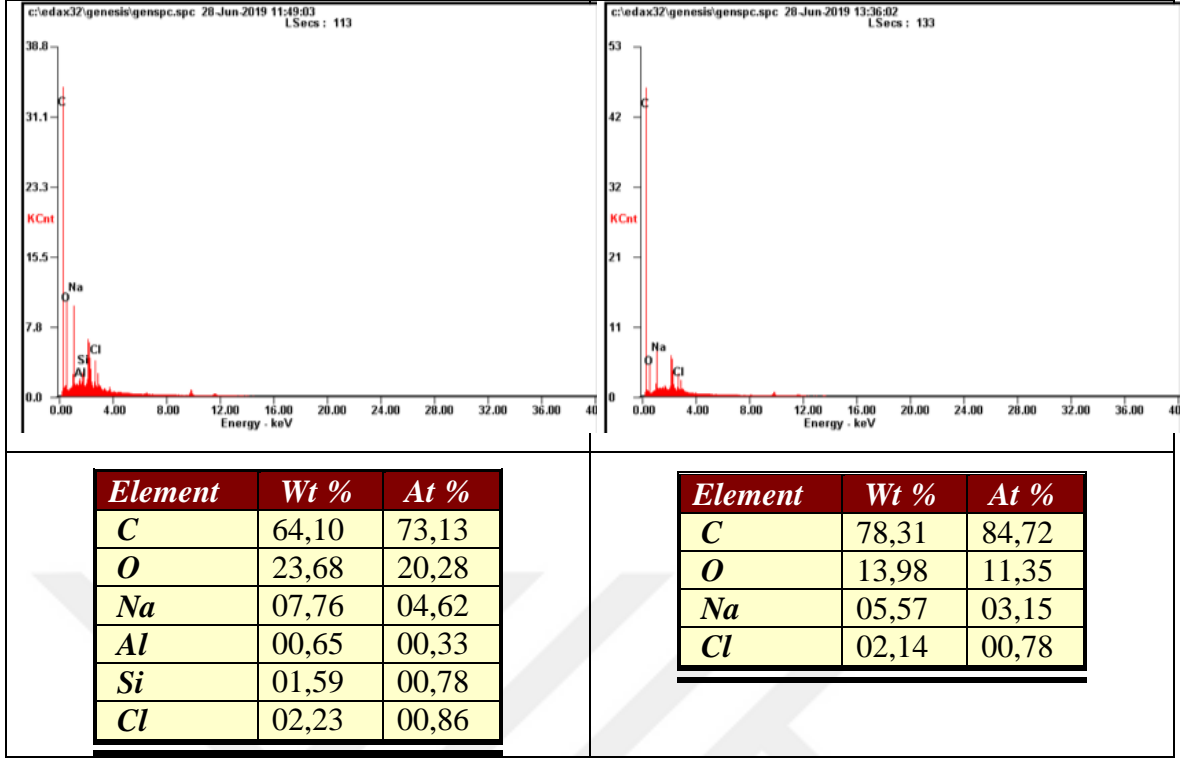 c:\edax32\genesis\genspc.spc 28-Jun-2019 11:49:03
LSecs : 113
38.8
31.1
23.3
KCnt
15.5
7.8
0.0
C
O
Na
Si
Al
Cl
0.00 4.00 8.00 12.00 16.00 20.00 24.00 28.00 32.00 36.00 40
Energy - keV
c:\edax32\genesis\genspc.spc 28-Jun-2019 13:36:02
LSecs : 133
53
42
32
KCnt
21
11
0
C
O
Na
Cl
0.00 4.00 8.00 12.00 16.00 20.00 24.00 28.00 32.00 36.00 40
Energy - keV
Element Wt % At %
C 64,10 73,13
O 23,68 20,28
Na 07,76 04,62
Al 00,65 00,33
Si 01,59 00,78
Cl 02,23 00,86
Element Wt % At %
C 78,31 84,72
O 13,98 11,35
Na 05,57 03,15
Cl 02,14 00,78